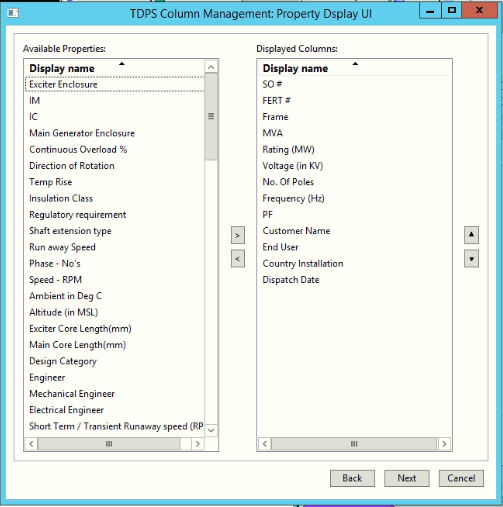 TDPS Column Management: Property Dsplay UI
Available Properties:
Display name
Exciter Enclosure
IM
IC
Main Generator Enclosure
Continuous Overload %
Direction of Rotation
Temp Rise
Insulation Class
Regulatory requirement
Shaft extension type
Run away Speed
Phase - No's
Speed - RPM
Ambient in Deg C
Altitude (in MSL)
Exciter Core Length(mm)
Main Core Length(mm)
Design Category
Engineer
Mechanical Engineer
Electrical Engineer
Short Term / Transient Runaway speed (RP
>
<
Displayed Columns:
Display name
SO #
FERT #
Frame
MVA
Rating (MW)
Voltage (in KV)
No. Of Poles
Frequency (Hz)
PF
Customer Name
End User
Country Installation
Dispatch Date
Back Next Cancel